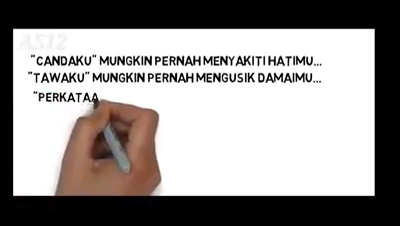 AS12
"CANDAKU" MUNGKIN PERNAH MENYAKITI HATIMU...
"TAWAKU" MUNGKIN PERNAH MENGUSIK DAMAIMU...
"PERKATAA